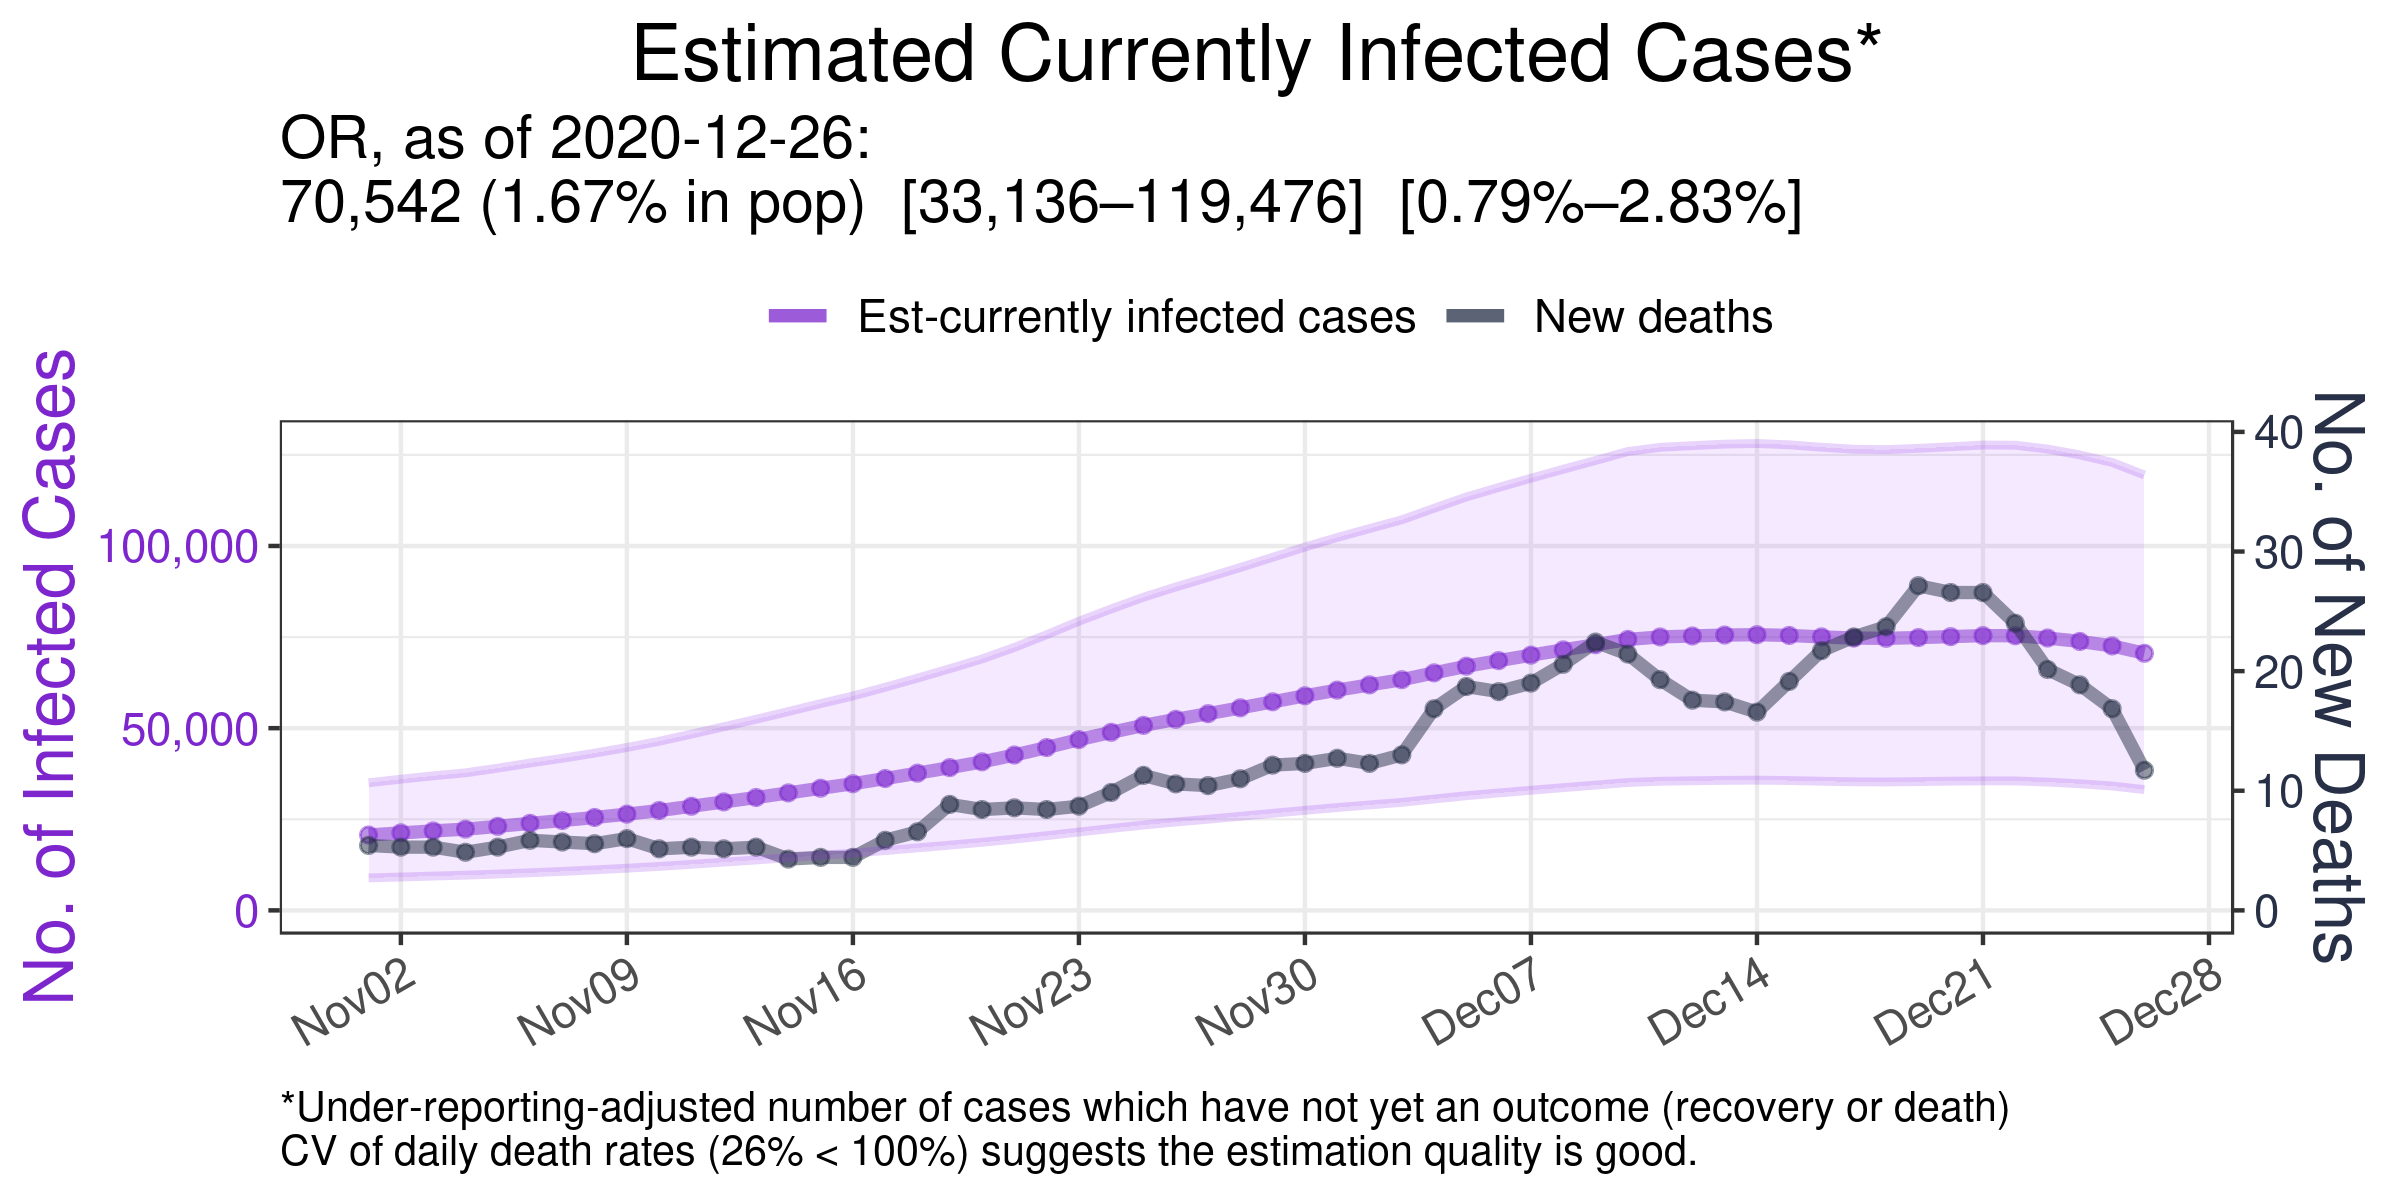 Estimated Currently Infected Cases*
OR, as of 2020-12-26:
70,542 (1.67% in pop)  [33,136–119,476]  [0.79%–2.83%]
Est-currently infected cases
New deaths
No. of Infected Cases
100,000
50,000
0
40
30
20
10
0
No. of New Deaths
Nov02
Nov09
Nov16
Nov23
Nov30
Dec07
Dec14
Dec21
Dec28
*Under-reporting-adjusted number of cases which have not yet an outcome (recovery or death)
CV of daily death rates (26% < 100%) suggests the estimation quality is good.